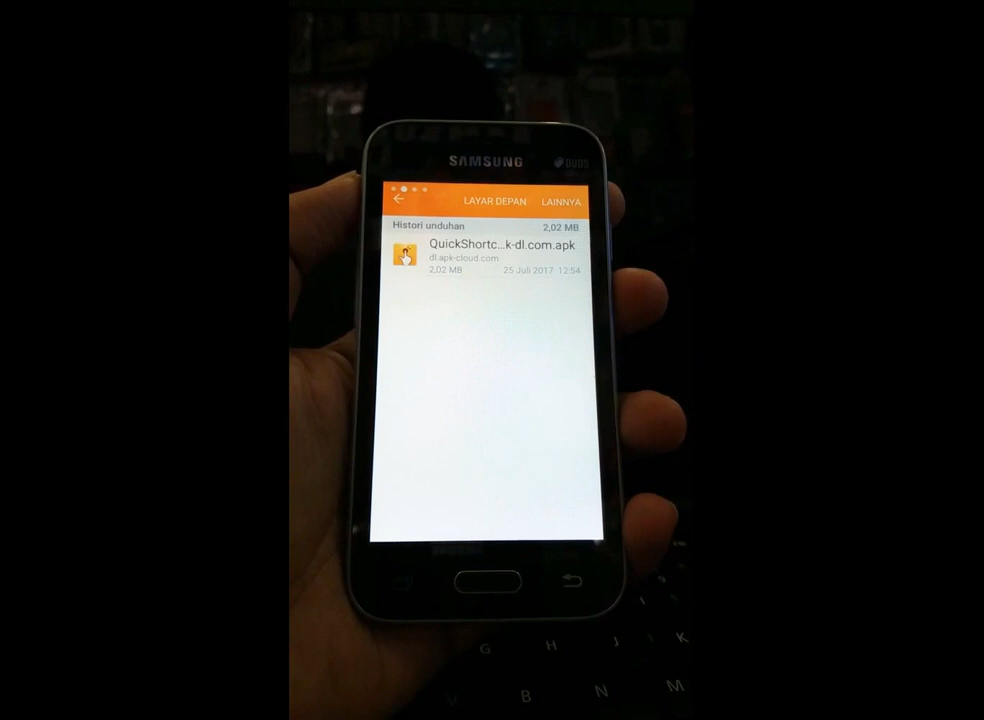 SAMSUNG
DUOS
LAYAR DEPAN LAINNYA
Histori unduhan 2,02 MB
QuickShortc...k-dl.com.apk
dl.apk-cloud.com
2,02 MB 25 Juli 2017 12:54
G H J K
B N M